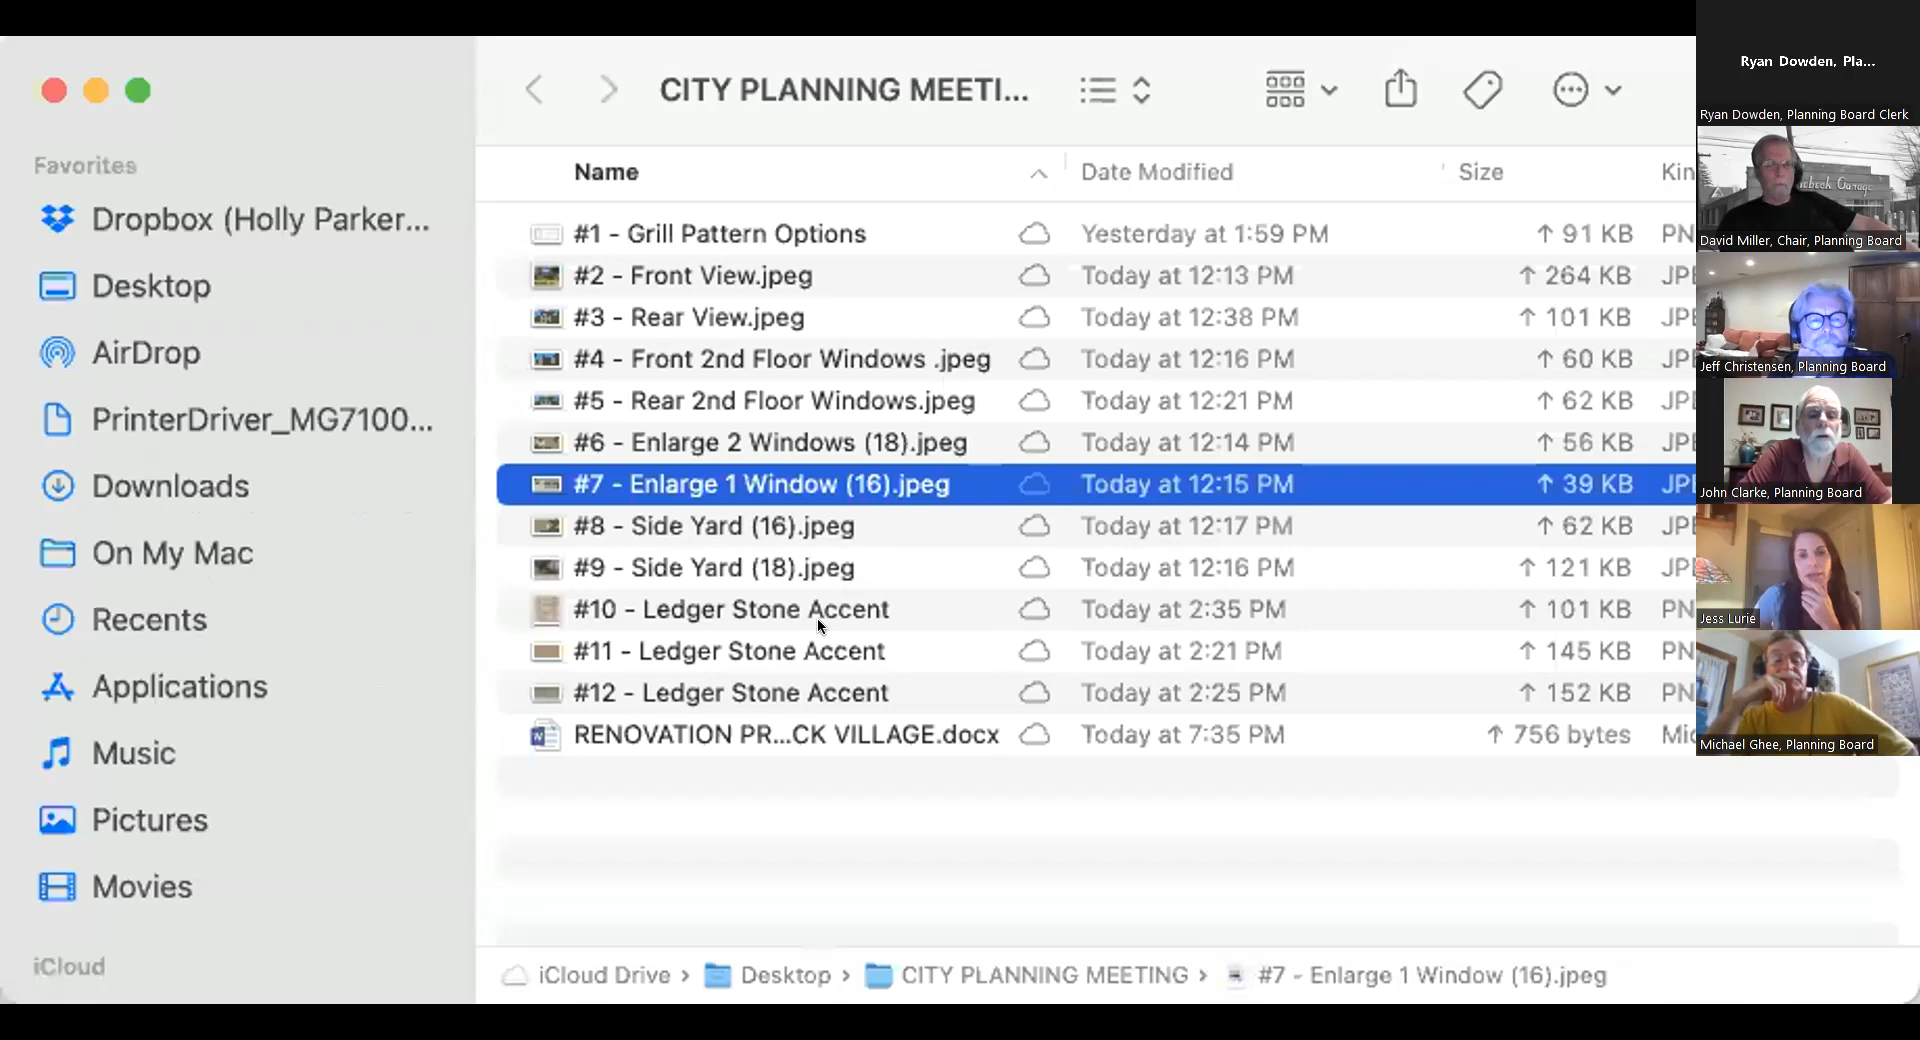 CITY PLANNING MEETI...
Favorites
Dropbox (Holly Parker...
Desktop
AirDrop
PrinterDriver_MG7100...
Downloads
On My Mac
Recents
Applications
Music
Pictures
Movies
iCloud
Name Date Modified Size Kin
#1 - Grill Pattern Options Yesterday at 1:59 PM ↑ 91 KB PN
#2 - Front View.jpeg Today at 12:13 PM ↑ 264 KB JPE
#3 - Rear View.jpeg Today at 12:38 PM ↑ 101 KB JPE
#4 - Front 2nd Floor Windows .jpeg Today at 12:16 PM ↑ 60 KB JPE
#5 - Rear 2nd Floor Windows.jpeg Today at 12:21 PM ↑ 62 KB JPE
#6 - Enlarge 2 Windows (18).jpeg Today at 12:14 PM ↑ 56 KB JPE
#7 - Enlarge 1 Window (16).jpeg Today at 12:15 PM ↑ 39 KB JPE
#8 - Side Yard (16).jpeg Today at 12:17 PM ↑ 62 KB JPE
#9 - Side Yard (18).jpeg Today at 12:16 PM ↑ 121 KB JPE
#10 - Ledger Stone Accent Today at 2:35 PM ↑ 101 KB PN
#11 - Ledger Stone Accent Today at 2:21 PM ↑ 145 KB PN
#12 - Ledger Stone Accent Today at 2:25 PM ↑ 152 KB PN
RENOVATION PR...CK VILLAGE.docx Today at 7:35 PM ↑ 756 bytes Mic
iCloud Drive › Desktop › CITY PLANNING MEETING › #7 - Enlarge 1 Window (16).jpeg
Ryan Dowden, Pla...
Ryan Dowden, Planning Board Clerk
Garage
David Miller, Chair, Planning Board
Jeff Christensen, Planning Board
John Clarke, Planning Board
Jess Lurie
Michael Ghee, Planning Board